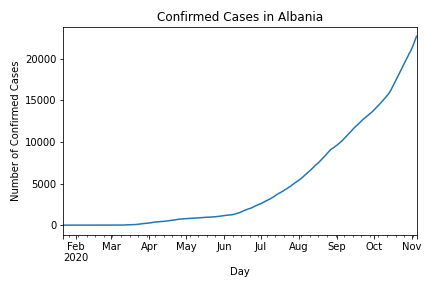 Confirmed Cases in Albania
Number of Confirmed Cases
20000
15000
10000
5000
0
Feb Mar Apr May Jun Jul Aug Sep Oct Nov
2020
Day